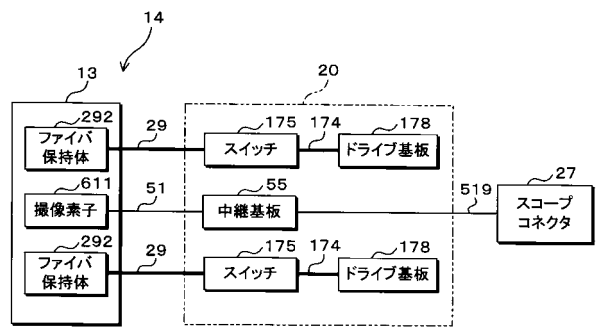 14
13
20
292
ファイバ
保持体
29
175
スイッチ
174
178
ドライブ基板
611
撮像素子
51
55
中継基板
519
27
スコープ
コネクタ
292
ファイバ
保持体
29
175
スイッチ
174
178
ドライブ基板